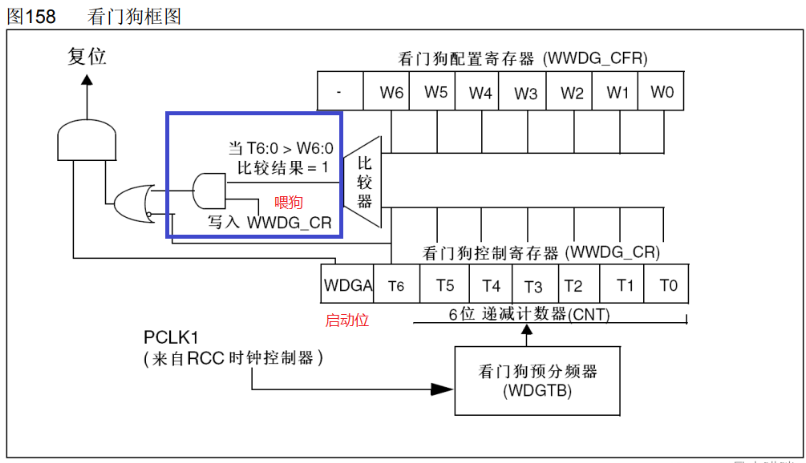 图158 看门狗框图
复位
看门狗配置寄存器 (WWDG_CFR)
- W6 W5 W4 W3 W2 W1 W0
当 T6:0 > W6:0
比较结果 = 1
比较器
喂狗
写入 WWDG_CR
看门狗控制寄存器 (WWDG_CR)
WDGA T6 T5 T4 T3 T2 T1 T0
启动位
6位 递减计数器(CNT)
PCLK1
(来自RCC 时钟控制器)
看门狗预分频器
(WDGTB)